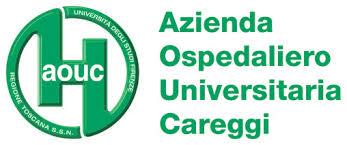 UNIVERSITÀ DEGLI STUDI FIRENZE
aouc
REGIONE TOSCANA S.S.N.
Azienda
Ospedaliero
Universitaria
Careggi